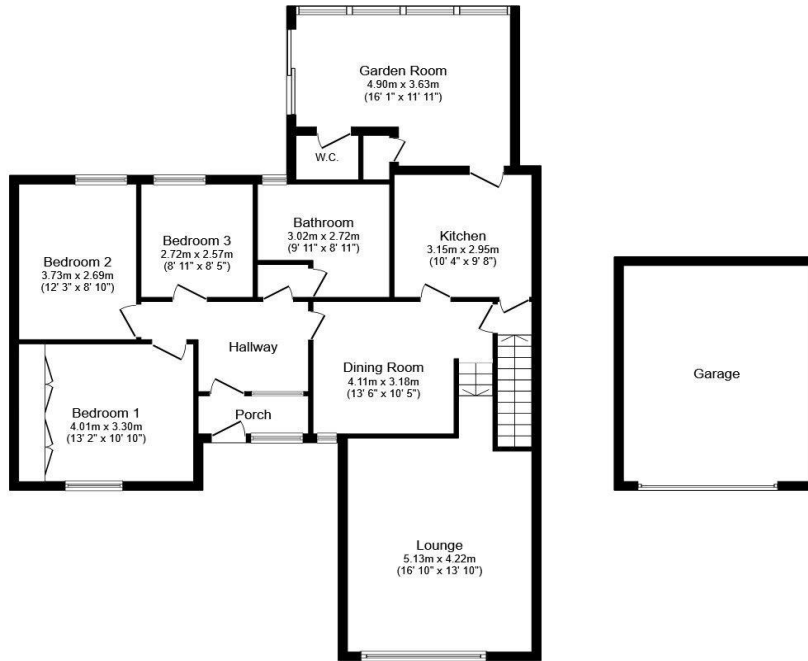 Garden Room
4.90m x 3.63m
(16' 1" x 11' 11")
W.C.
Bedroom 2
3.73m x 2.69m
(12' 3" x 8' 10")
Bedroom 3
2.72m x 2.57m
(8' 11" x 8' 5")
Bathroom
3.02m x 2.72m
(9' 11" x 8' 11")
Kitchen
3.15m x 2.95m
(10' 4" x 9' 8")
Hallway
Dining Room
4.11m x 3.18m
(13' 6" x 10' 5")
Garage
Bedroom 1
4.01m x 3.30m
(13' 2" x 10' 10")
Porch
Lounge
5.13m x 4.22m
(16' 10" x 13' 10")